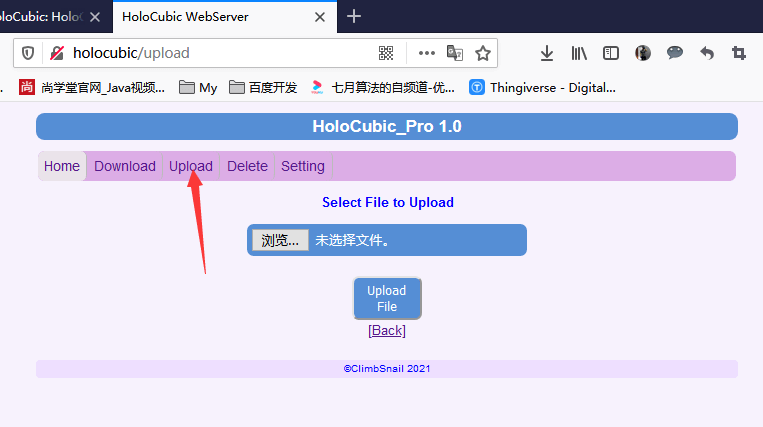 oloCubic: HoloC
HoloCubic WebServer
holocubic/upload
尚学堂官网_Java视频...
My
百度开发
七月算法的自频道-优...
Thingiverse - Digital...
HoloCubic_Pro 1.0
Home Download Upload Delete Setting
Select File to Upload
浏览... 未选择文件。
Upload
File
[Back]
©ClimbSnail 2021